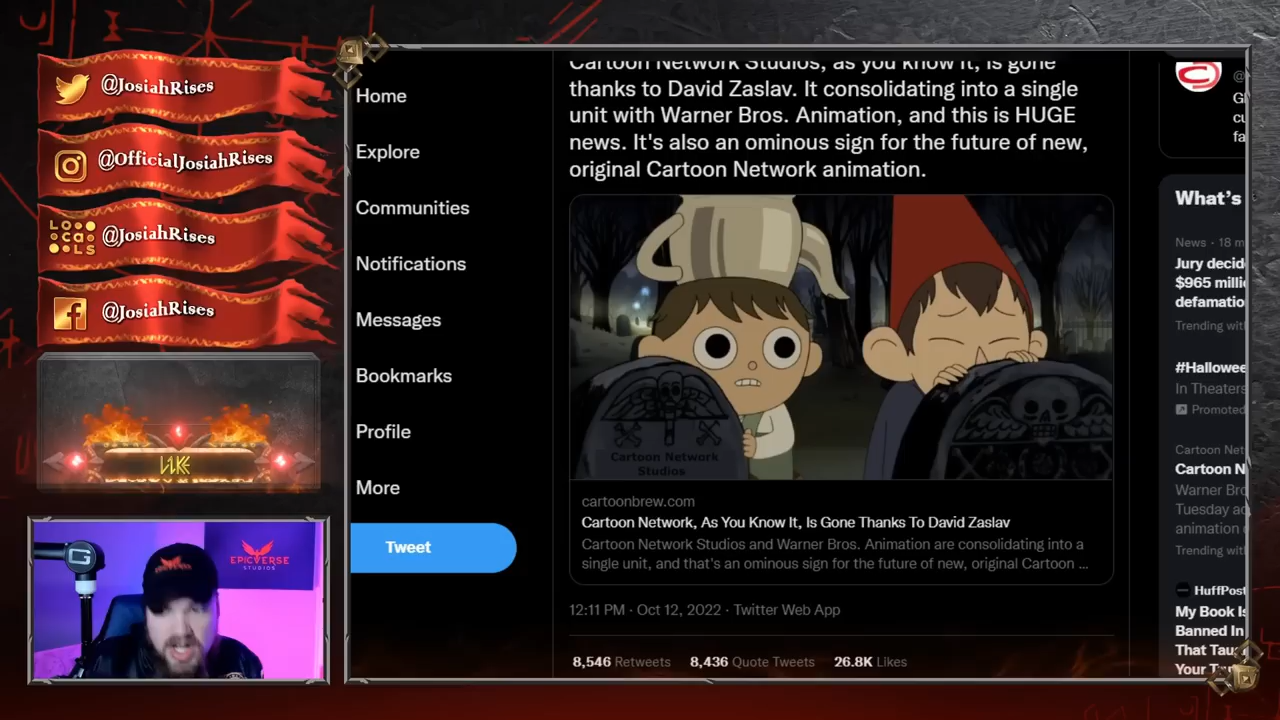 @JosiahRises
@OfficialJosiahRises
LOCALS
@JosiahRises
@JosiahRises
EPICVERSE
STUDIOS
Home
Explore
Communities
Notifications
Messages
Bookmarks
Profile
More
Tweet
Cartoon Network Studios, as you know it, is gone
thanks to David Zaslav. It consolidating into a single
unit with Warner Bros. Animation, and this is HUGE
news. It's also an ominous sign for the future of new,
original Cartoon Network animation.
Cartoon Network
Studios
cartoonbrew.com
Cartoon Network, As You Know It, Is Gone Thanks To David Zaslav
Cartoon Network Studios and Warner Bros. Animation are consolidating into a
single unit, and that's an ominous sign for the future of new, original Cartoon ...
12:11 PM · Oct 12, 2022 · Twitter Web App
8,546 Retweets 8,436 Quote Tweets 26.8K Likes
What's
News · 18 m
Jury decid
$965 milli
defamatio
Trending wit
#Hallowee
In Theaters
Promoted
Cartoon Net
Cartoon N
Warner Bro
Tuesday
animation
Trending wit
HuffPost
My Book Is
Banned In
That Tau
Your